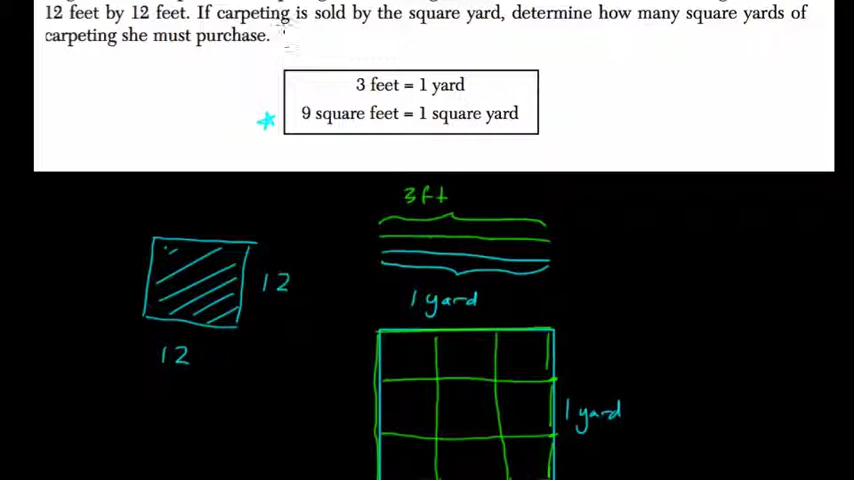 12 feet by 12 feet. If carpeting is sold by the square yard, determine how many square yards of
carpeting she must purchase.
3 feet = 1 yard
9 square feet = 1 square yard
3ft
12
1 yard
12
1 yard